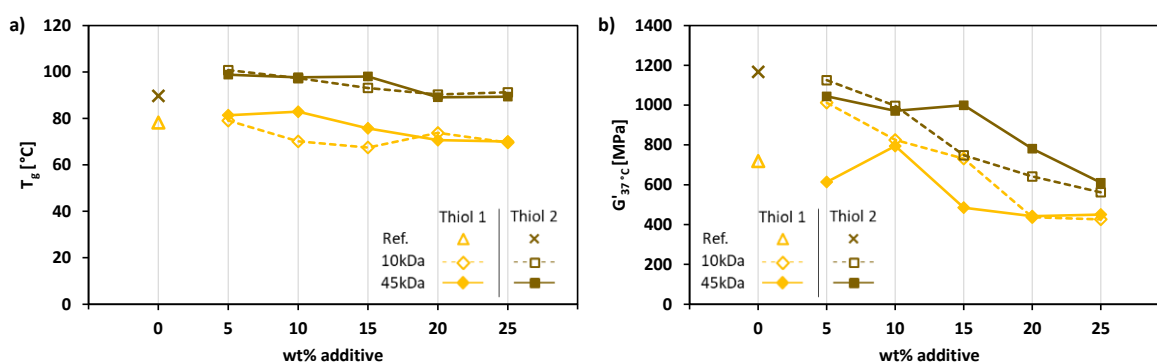 a)
120
100
80
60
40
20
0
Tg [°C]
0 5 10 15 20 25
wt% additive
Thiol 1 Thiol 2
Ref.
10kDa
45kDa
b)
1400
1200
1000
800
600
400
200
0
G'37 °C [MPa]
0 5 10 15 20 25
wt% additive
Thiol 1 Thiol 2
Ref.
10kDa
45kDa